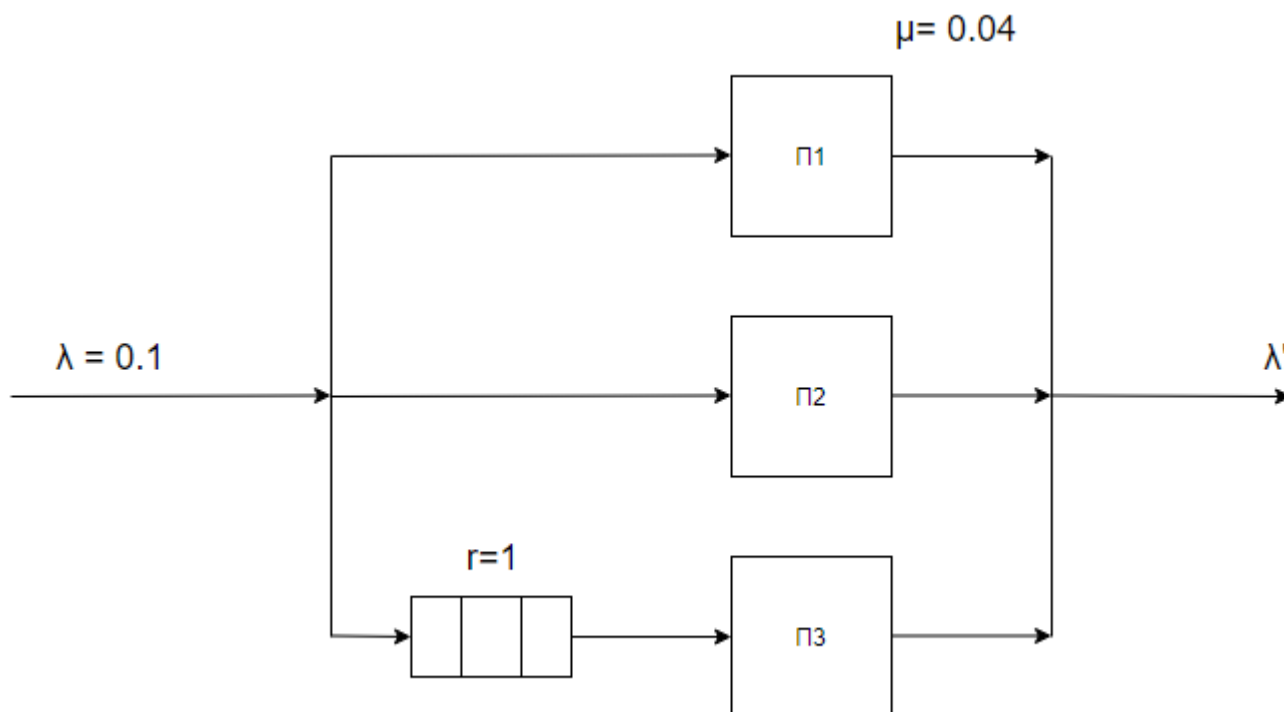 μ= 0.04
П1
λ = 0.1
λ'
П2
r=1
П3